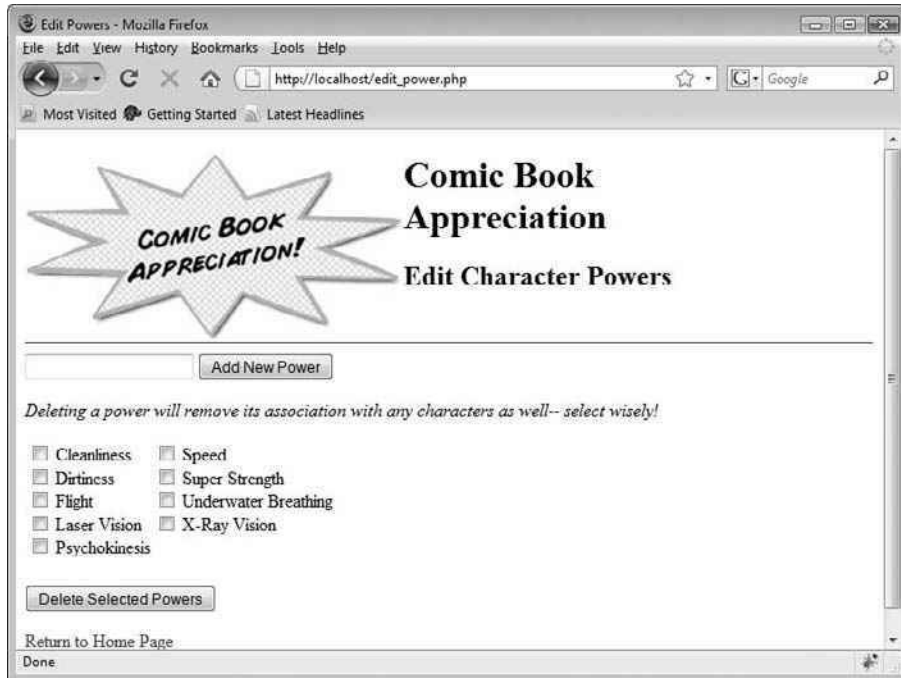 Edit Powers - Mozilla Firefox
File Edit View History Bookmarks Tools Help
http://localhost/edit_power.php
G Google
Most Visited Getting Started Latest Headlines
COMIC BOOK
APPRECIATION!
Comic Book
Appreciation
Edit Character Powers
Add New Power
Deleting a power will remove its association with any characters as well-- select wisely!
Cleanliness Speed
Dirtiness Super Strength
Flight Underwater Breathing
Laser Vision X-Ray Vision
Psychokinesis
Delete Selected Powers
Return to Home Page
Done